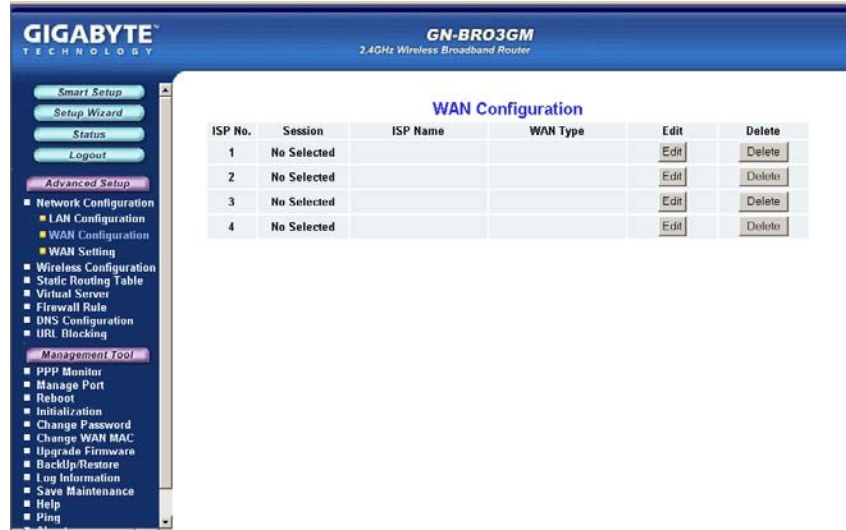 GIGABYTE™
TECHNOLOGY
GN-BR03GM
2.4GHz Wireless Broadband Router
Smart Setup
Setup Wizard
Status
Logout
Advanced Setup
Network Configuration
LAN Configuration
WAN Configuration
WAN Setting
Wireless Configuration
Static Routing Table
Virtual Server
Firewall Rule
DNS Configuration
URL Blocking
Management Tool
PPP Monitor
Manage Port
Reboot
Initialization
Change Password
Change WAN MAC
Upgrade Firmware
BackUp/Restore
Log Information
Save Maintenance
Help
Ping
WAN Configuration
ISP No. Session ISP Name WAN Type Edit Delete
1 No Selected Edit Delete
2 No Selected Edit Delete
3 No Selected Edit Delete
4 No Selected Edit Delete